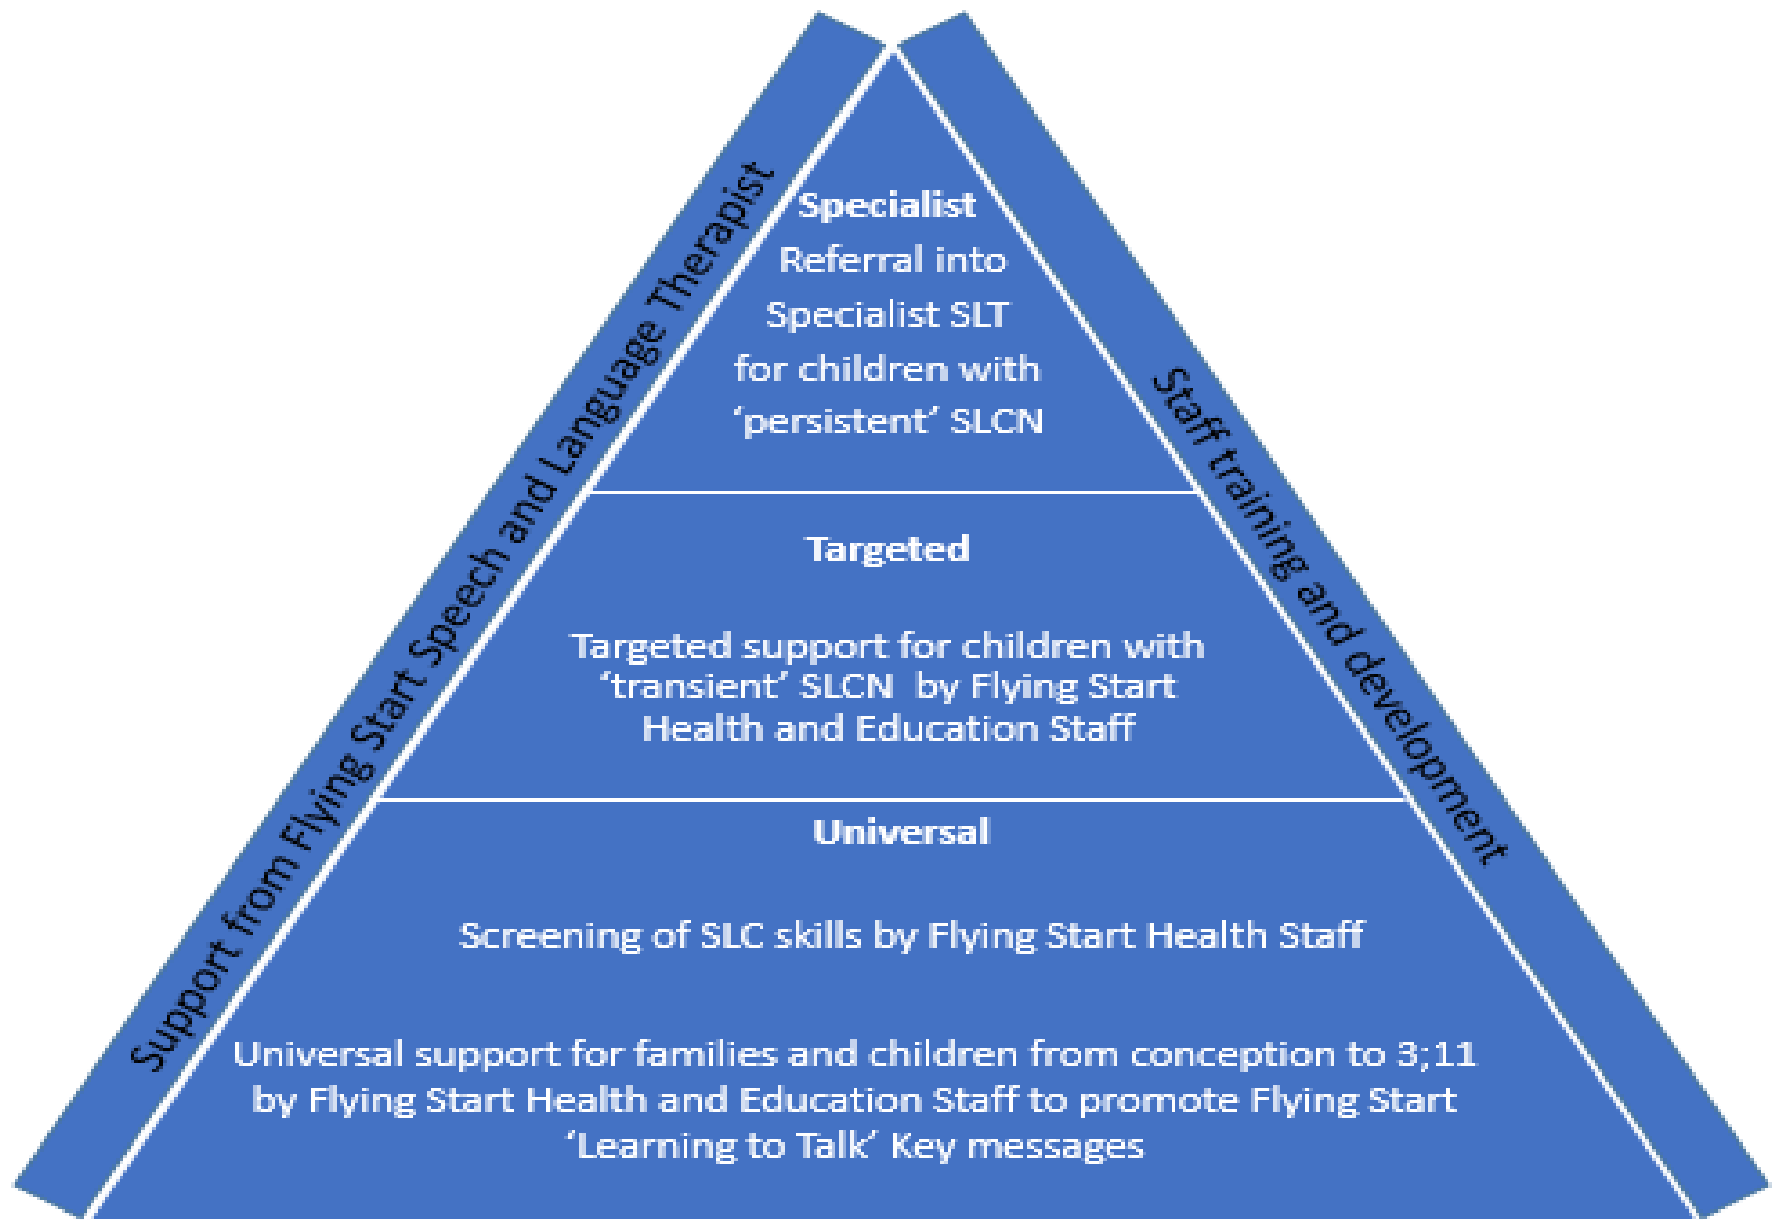 Support from Flying Start Speech and Language Therapist
Staff training and development
Specialist
Referral into
Specialist SLT
for children with
‘persistent’ SLCN
Targeted
Targeted support for children with
‘transient’ SLCN by Flying Start
Health and Education Staff
Universal
Screening of SLC skills by Flying Start Health Staff
Universal support for families and children from conception to 3;11
by Flying Start Health and Education Staff to promote Flying Start
‘Learning to Talk’ Key messages